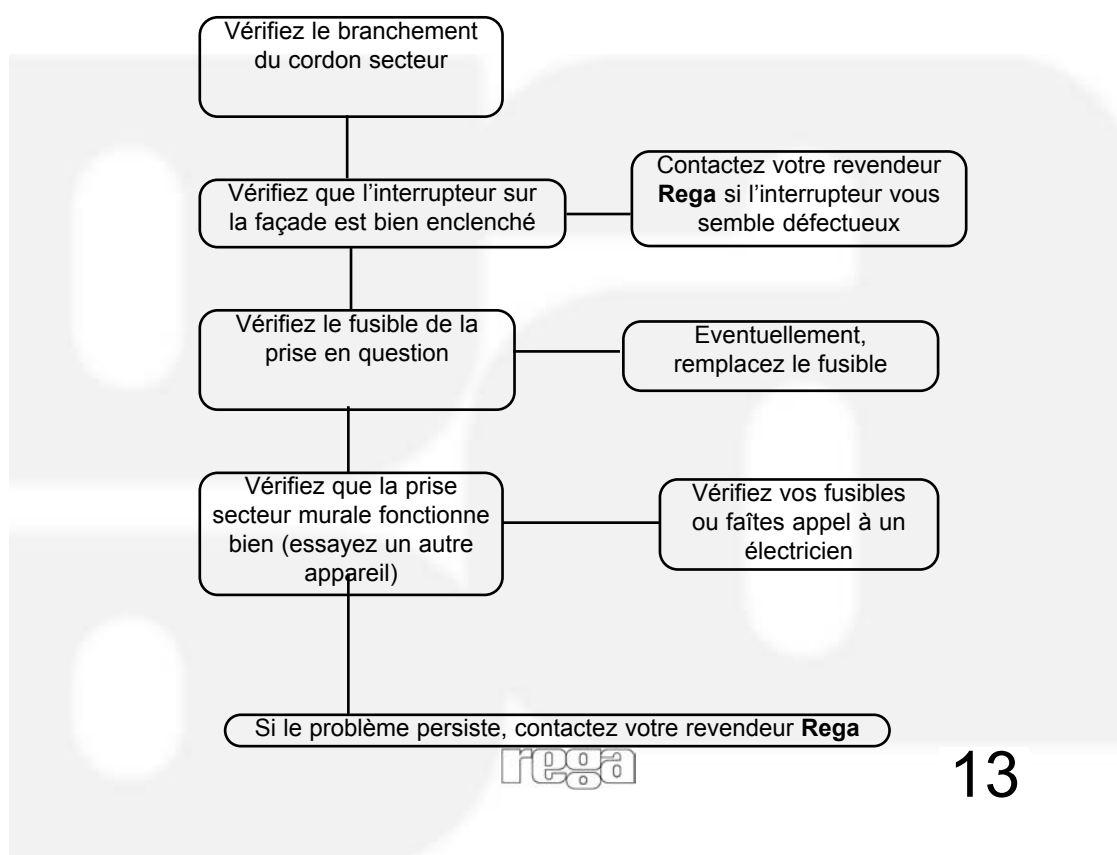 Vérifiez le branchement
du cordon secteur
Vérifiez que l’interrupteur sur
la façade est bien enclenché
Contactez votre revendeur
Rega si l’interrupteur vous
semble défectueux
Vérifiez le fusible de la
prise en question
Eventuellement,
remplacez le fusible
Vérifiez que la prise
secteur murale fonctionne
bien (essayez un autre
appareil)
Vérifiez vos fusibles
ou faîtes appel à un
électricien
Si le problème persiste, contactez votre revendeur Rega
rega
13